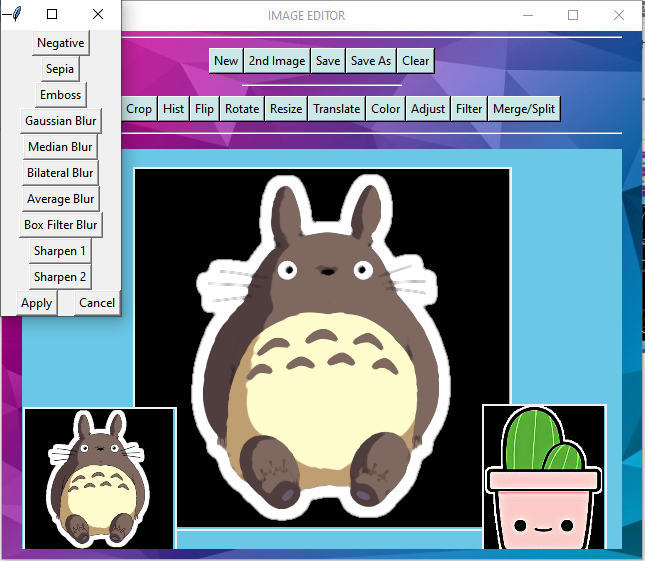 IMAGE EDITOR
New 2nd Image Save Save As Clear
Crop Hist Flip Rotate Resize Translate Color Adjust Filter Merge/Split
Negative
Sepia
Emboss
Gaussian Blur
Median Blur
Bilateral Blur
Average Blur
Box Filter Blur
Sharpen 1
Sharpen 2
Apply Cancel